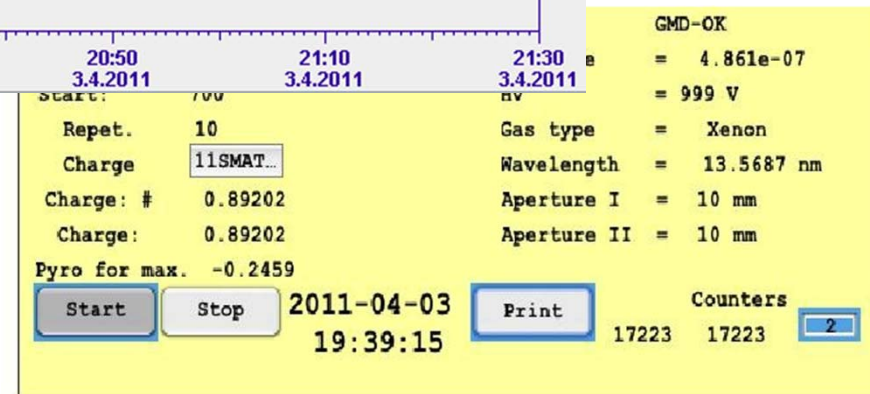 20:50 21:10 21:30
3.4.2011 3.4.2011 3.4.2011
GMD-OK
= 4.861e-07
Start: 700
HV = 999 V
Repet. 10
Gas type = Xenon
Charge 11SMAT…
Wavelength = 13.5687 nm
Charge: # 0.89202
Aperture I = 10 mm
Charge: 0.89202
Aperture II = 10 mm
Pyro for max. -0.2459
Start Stop 2011-04-03
19:39:15
Print
Counters
17223 17223 2